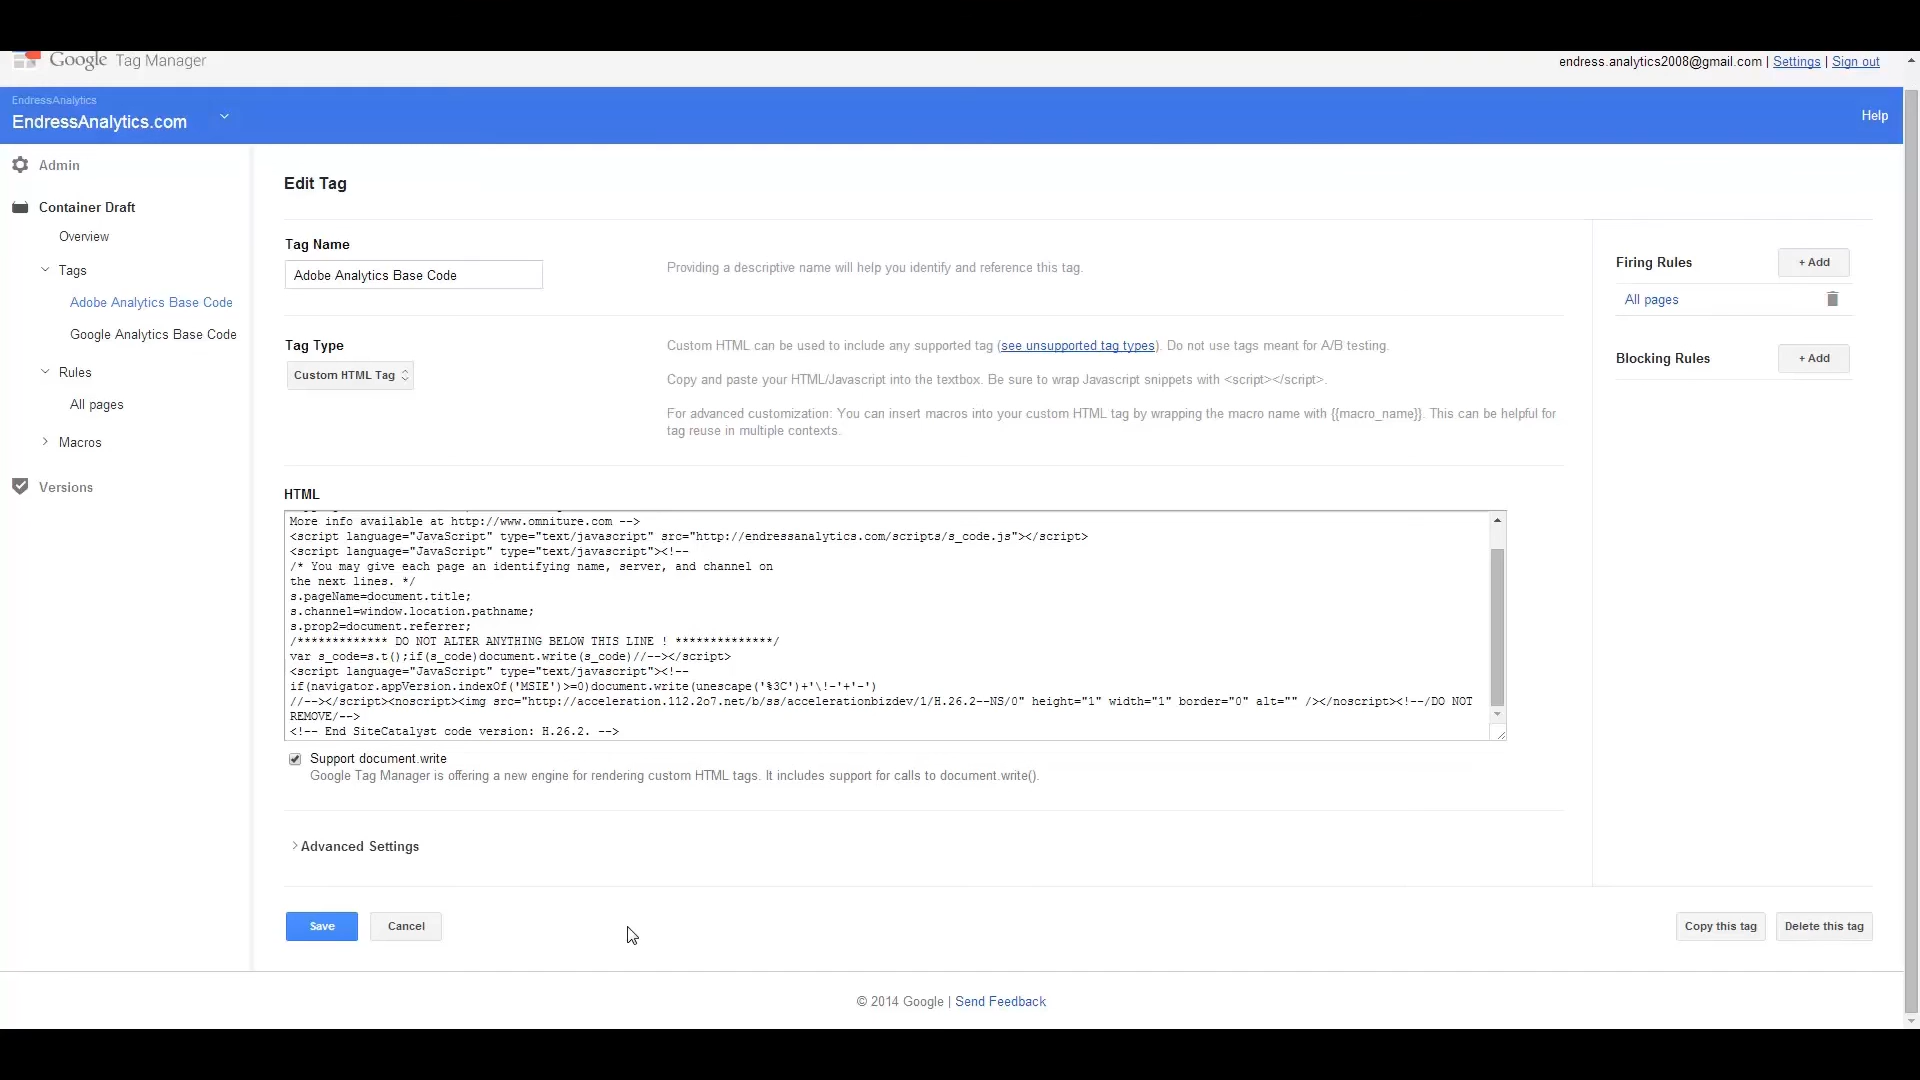 Google Tag Manager
endress.analytics2008@gmail.com | Settings | Sign out
EndressAnalytics
EndressAnalytics.com
Help
Admin
Container Draft
Overview
Tags
Adobe Analytics Base Code
Google Analytics Base Code
Rules
All pages
Macros
Versions
Edit Tag
Tag Name
Adobe Analytics Base Code
Providing a descriptive name will help you identify and reference this tag.
Tag Type
Custom HTML Tag
Custom HTML can be used to include any supported tag (see unsupported tag types). Do not use tags meant for A/B testing.
Copy and paste your HTML/Javascript into the textbox. Be sure to wrap Javascript snippets with <script></script>.
For advanced customization: You can insert macros into your custom HTML tag by wrapping the macro name with {{macro_name}}. This can be helpful for
tag reuse in multiple contexts.
HTML
More info available at http://www.omniture.com -->
<script language="JavaScript" type="text/javascript" src="http://endressanalytics.com/scripts/s_code.js"></script>
<script language="JavaScript" type="text/javascript"><!--
/* You may give each page an identifying name, server, and channel on
the next lines. */
s.pageName=document.title;
s.channel=window.location.pathname;
s.prop2=document.referrer;
/************* DO NOT ALTER ANYTHING BELOW THIS LINE ! **************/
var s_code=s.t();if(s_code)document.write(s_code)//--></script>
<script language="JavaScript" type="text/javascript"><!--
if(navigator.appVersion.indexOf('MSIE')>=0)document.write(unescape('%3C')+'\!-'+'-')
//--></script><noscript><img src="http://acceleration.112.2o7.net/b/ss/accelerationbizdev/1/H.26.2--NS/0" height="1" width="1" border="0" alt="" /></noscript><!--/DO NOT
REMOVE/-->
<!-- End SiteCatalyst code version: H.26.2. -->
Support document.write
Google Tag Manager is offering a new engine for rendering custom HTML tags. It includes support for calls to document.write().
Advanced Settings
Save
Cancel
Copy this tag
Delete this tag
Firing Rules
+ Add
All pages
Blocking Rules
+ Add
© 2014 Google | Send Feedback